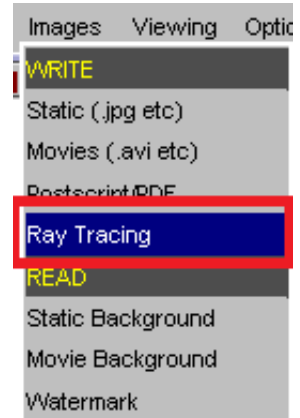 Images Viewing Optic
WRITE
Static (.jpg etc)
Movies (.avi etc)
Postscript/PDF
Ray Tracing
READ
Static Background
Movie Background
Watermark